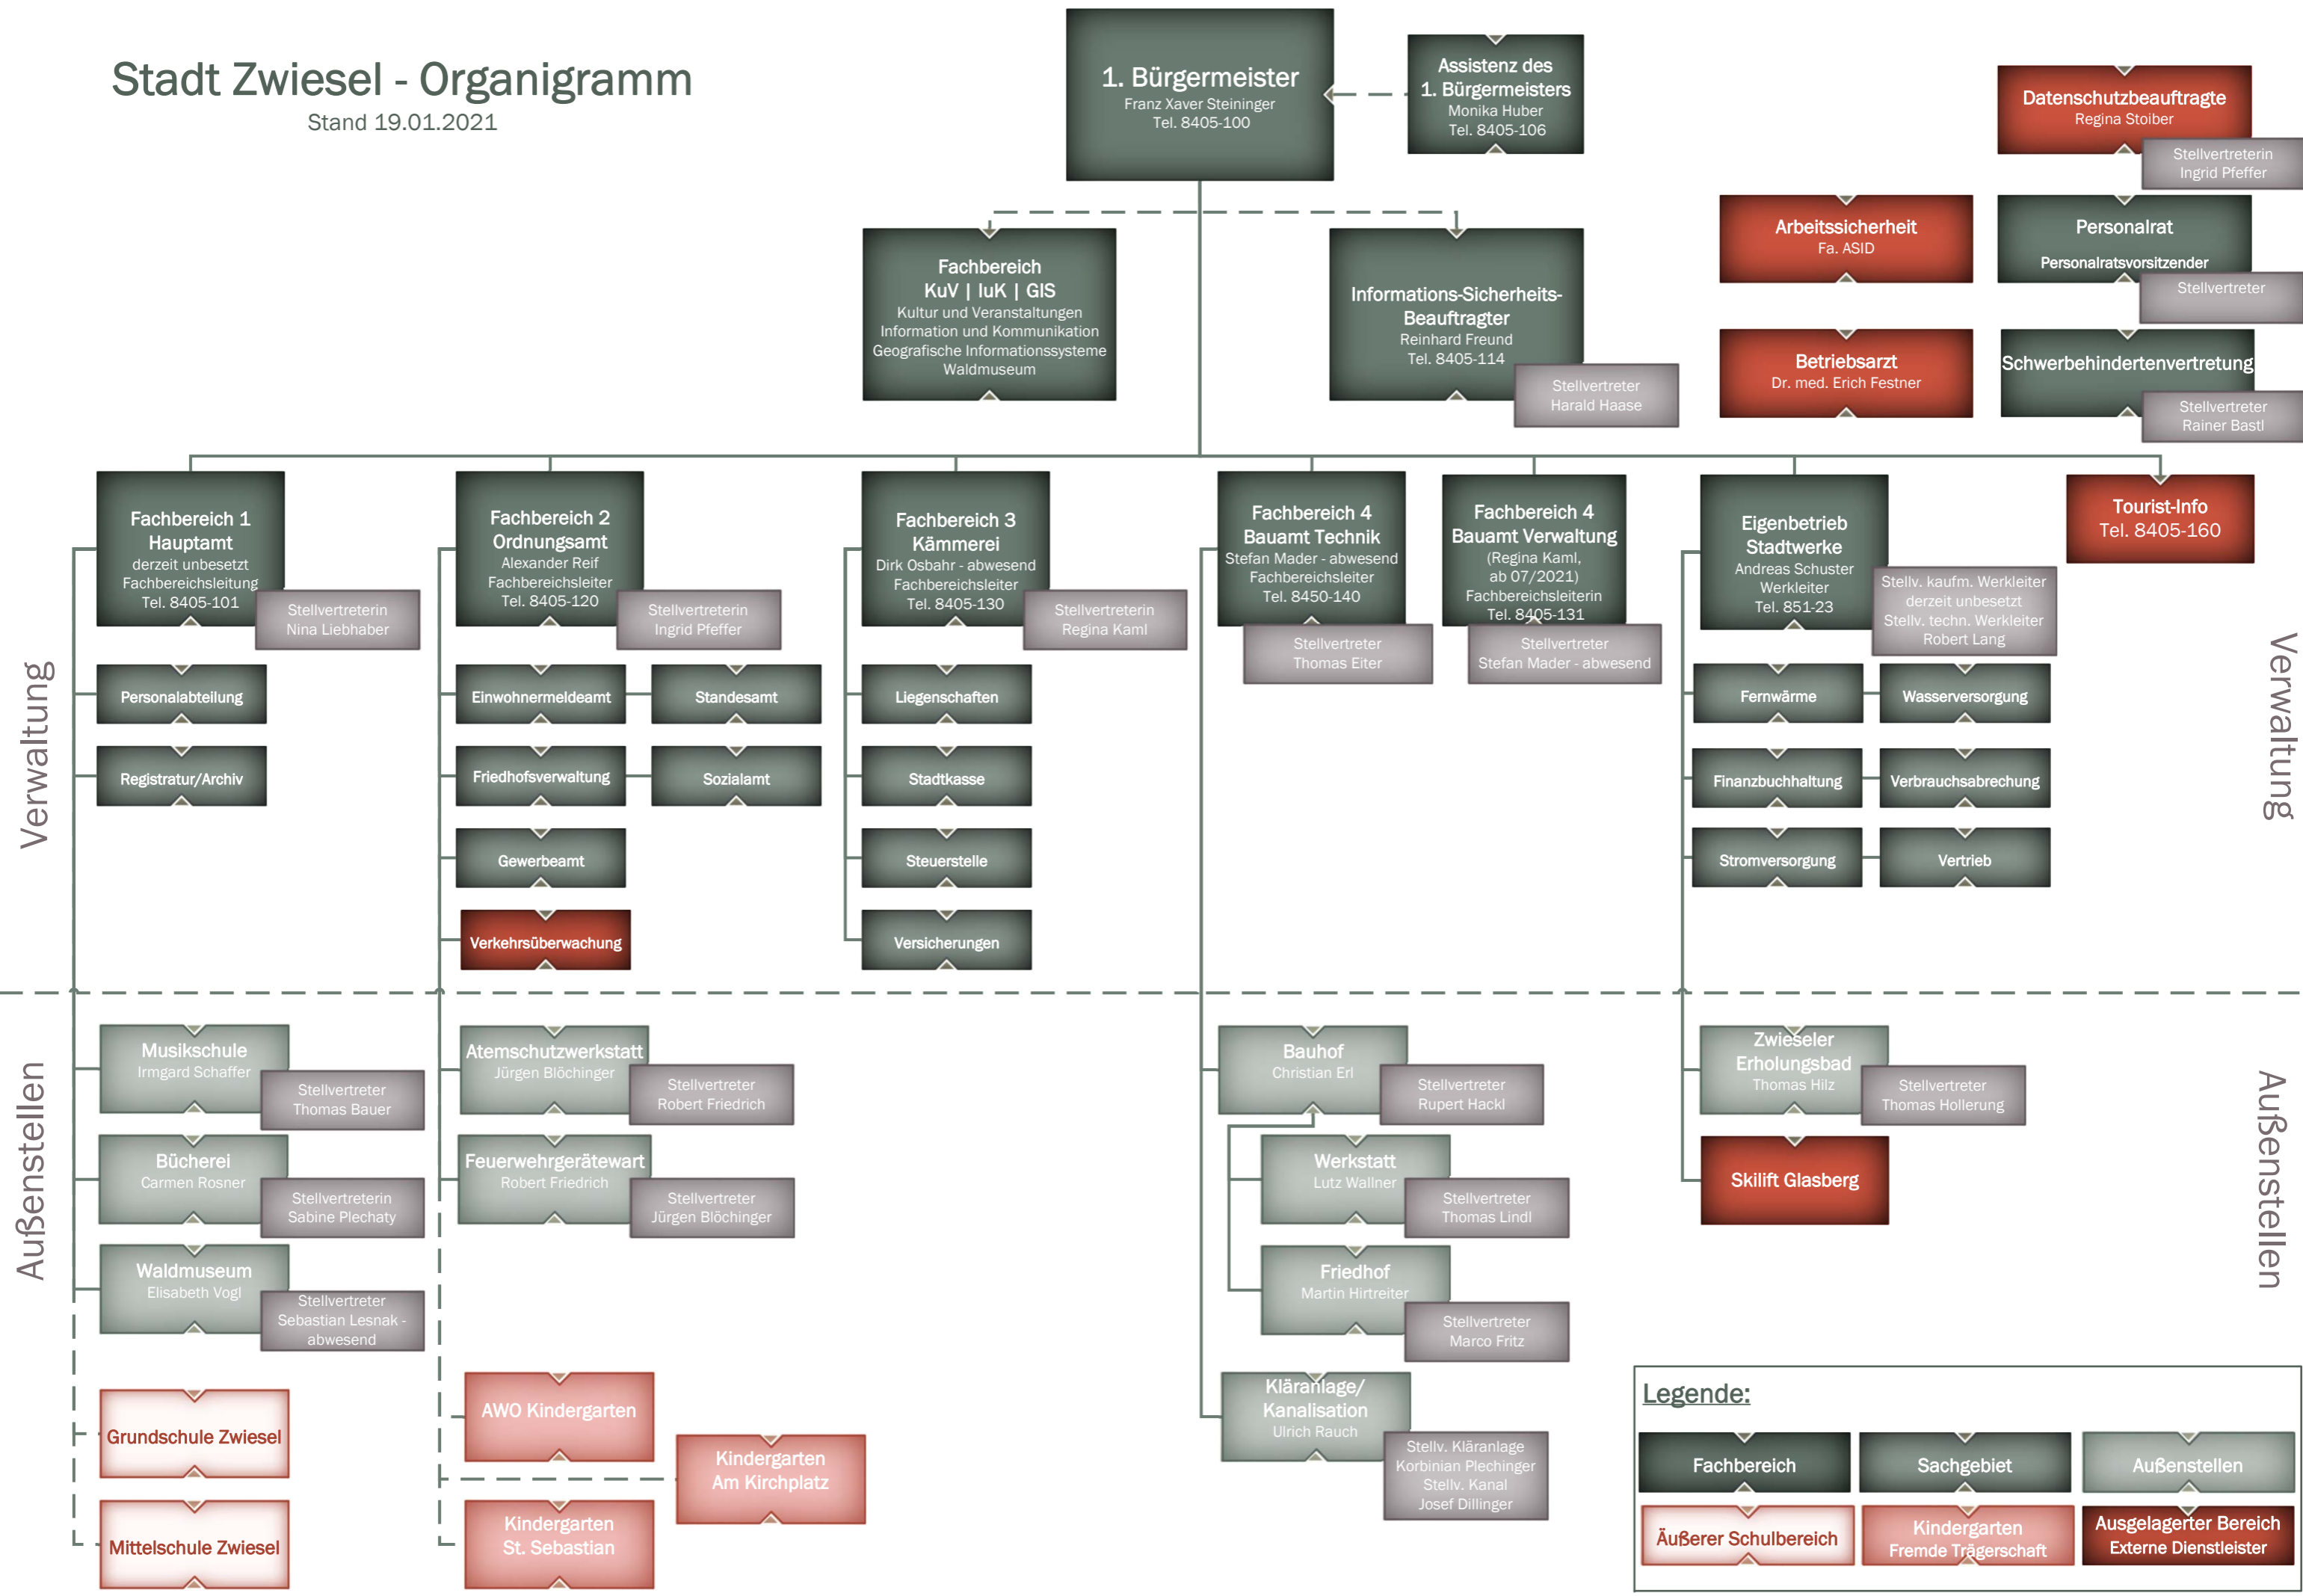 Stadt Zwiesel - Organigramm
Stand 19.01.2021
1. Bürgermeister
Franz Xaver Steininger
Tel. 8405-100
Assistenz des
1. Bürgermeisters
Monika Huber
Tel. 8405-106
Datenschutzbeauftragte
Regina Stoiber
Stellvertreterin
Ingrid Pfeffer
Arbeitssicherheit
Fa. ASID
Personalrat
Personalratsvorsitzender
Stellvertreter
Betriebsarzt
Dr. med. Erich Festner
Schwerbehindertenvertretung
Stellvertreter
Rainer Bastl
Fachbereich
KuV | IuK | GIS
Kultur und Veranstaltungen
Information und Kommunikation
Geografische Informationssysteme
Waldmuseum
Informations-Sicherheits-
Beauftragter
Reinhard Freund
Tel. 8405-114
Stellvertreter
Harald Haase
Verwaltung
Fachbereich 1
Hauptamt
derzeit unbesetzt
Fachbereichsleitung
Tel. 8405-101
Stellvertreterin
Nina Liebhaber
Personalabteilung
Registratur/Archiv
Fachbereich 2
Ordnungsamt
Alexander Reif
Fachbereichsleiter
Tel. 8405-120
Stellvertreterin
Ingrid Pfeffer
Einwohnermeldeamt
Standesamt
Friedhofsverwaltung
Sozialamt
Gewerbeamt
Verkehrsüberwachung
Fachbereich 3
Kämmerei
Dirk Osbahr - abwesend
Fachbereichsleiter
Tel. 8405-130
Stellvertreterin
Regina Kaml
Liegenschaften
Stadtkasse
Steuerstelle
Versicherungen
Fachbereich 4
Bauamt Technik
Stefan Mader - abwesend
Fachbereichsleiter
Tel. 8450-140
Stellvertreter
Thomas Eiter
Fachbereich 4
Bauamt Verwaltung
(Regina Kaml,
ab 07/2021)
Fachbereichsleiterin
Tel. 8405-131
Stellvertreter
Stefan Mader - abwesend
Eigenbetrieb
Stadtwerke
Andreas Schuster
Werkleiter
Tel. 851-23
Stellv. kaufm. Werkleiter
derzeit unbesetzt
Stellv. techn. Werkleiter
Robert Lang
Fernwärme
Wasserversorgung
Finanzbuchhaltung
Verbrauchsabrechung
Stromversorgung
Vertrieb
Tourist-Info
Tel. 8405-160
Verwaltung
Außenstellen
Musikschule
Irmgard Schaffer
Stellvertreter
Thomas Bauer
Bücherei
Carmen Rosner
Stellvertreterin
Sabine Plechaty
Waldmuseum
Elisabeth Vogl
Stellvertreter
Sebastian Lesnak -
abwesend
Grundschule Zwiesel
Mittelschule Zwiesel
Atemschutzwerkstatt
Jürgen Blöchinger
Stellvertreter
Robert Friedrich
Feuerwehrgerätewart
Robert Friedrich
Stellvertreter
Jürgen Blöchinger
AWO Kindergarten
Kindergarten
Am Kirchplatz
Kindergarten
St. Sebastian
Bauhof
Christian Erl
Stellvertreter
Rupert Hackl
Werkstatt
Lutz Wallner
Stellvertreter
Thomas Lindl
Friedhof
Martin Hirtreiter
Stellvertreter
Marco Fritz
Kläranlage/
Kanalisation
Ulrich Rauch
Stellv. Kläranlage
Korbinian Plechinger
Stellv. Kanal
Josef Dillinger
Zwieseler
Erholungsbad
Thomas Hilz
Stellvertreter
Thomas Hollerung
Skilift Glasberg
Außenstellen
Legende:
Fachbereich
Sachgebiet
Außenstellen
Äußerer Schulbereich
Kindergarten
Fremde Trägerschaft
Ausgelagerter Bereich
Externe Dienstleister